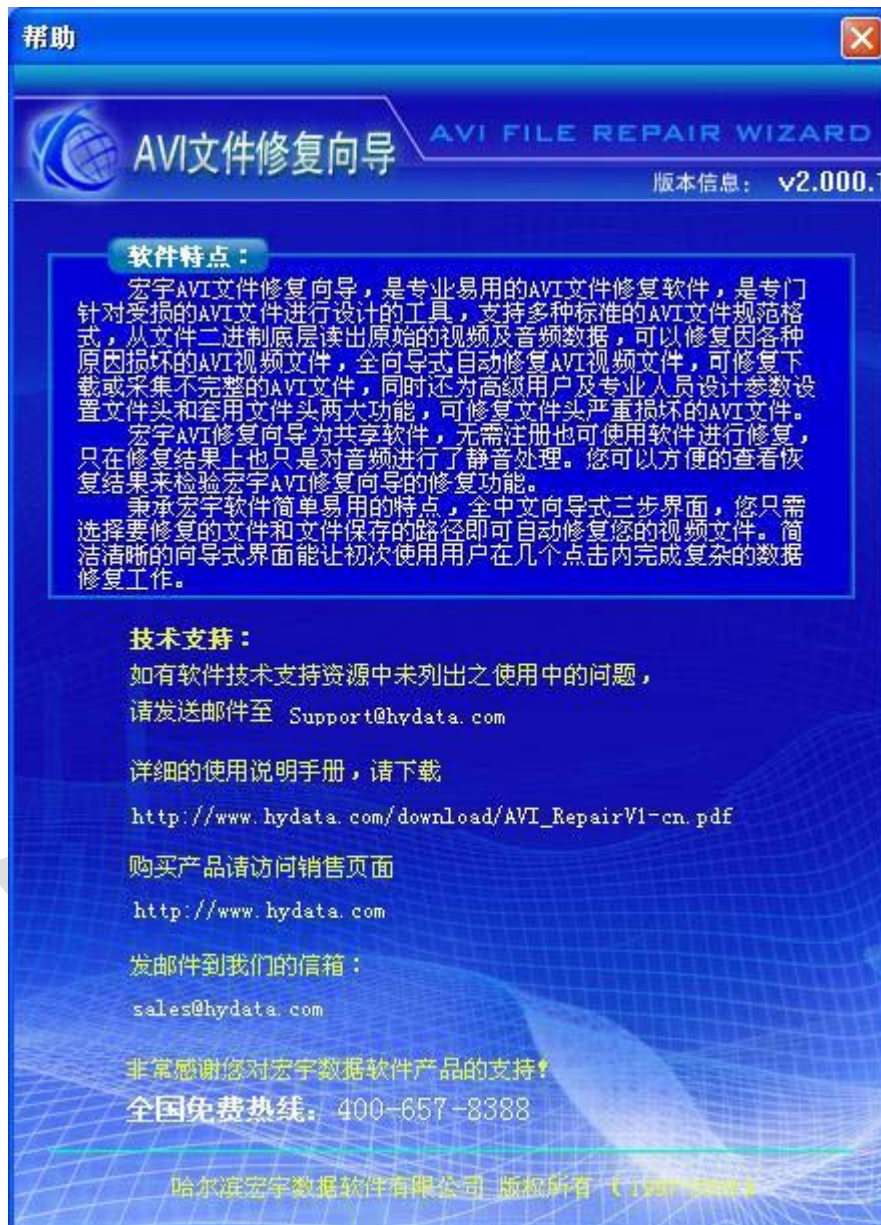 帮助
AVI文件修复向导
AVI FILE REPAIR WIZARD
版本信息： v2.000.1
软件特点：
宏宇AVI文件修复向导，是专业易用的AVI文件修复软件，是专门
针对受损的AVI文件进行设计的工具，支持多种标准的AVI文件规范格
式，从文件二进制底层读出原始的视频及音频数据，可以修复因各种
原因损坏的AVI视频文件，全向导式自动修复AVI视频文件，可修复下
载或采集不完整的AVI文件，同时还为高级用户及专业人员设计参数设
置文件头和套用文件头两大功能，可修复文件头严重损坏的AVI文件。
宏宇AVI修复向导为共享软件，无需注册也可使用软件进行修复，
只在修复结果上也只是对音频进行了静音处理。您可以方便的查看恢
复结果来检验宏宇AVI修复向导的修复功能。
秉承宏宇软件简单易用的特点，全中文向导式三步界面，您只需
选择要修复的文件和文件保存的路径即可自动修复您的视频文件。简
洁清晰的向导式界面能让初次使用用户在几个点击内完成复杂的数据
修复工作。
技术支持：
如有软件技术支持资源中未列出之使用中的问题，
请发送邮件至 Support@hydata.com
详细的使用说明手册，请下载
http://www.hydata.com/download/AVI_RepairV1-cn.pdf
购买产品请访问销售页面
http://www.hydata.com
发邮件到我们的信箱：
sales@hydata.com
非常感谢您对宏宇数据软件产品的支持！
全国免费热线：400-657-8388
哈尔滨宏宇数据软件有限公司 版权所有